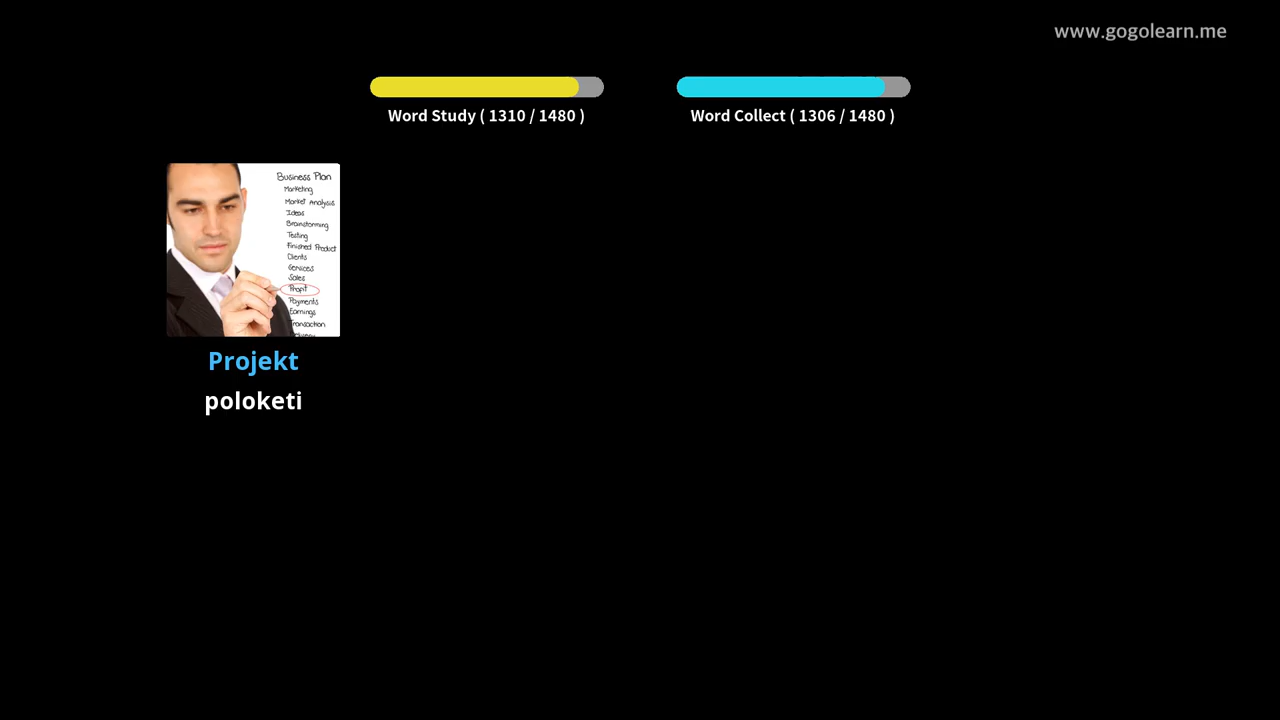 www.gogolearn.me
Word Study ( 1310 / 1480 )
Word Collect ( 1306 / 1480 )
Business Plan
Marketing
Market Analysis
Ideas
Brainstorming
Testing
Finished Product
Clients
Services
Sales
Profit
Payments
Earnings
Transaction
Delivery
Projekt
poloketi